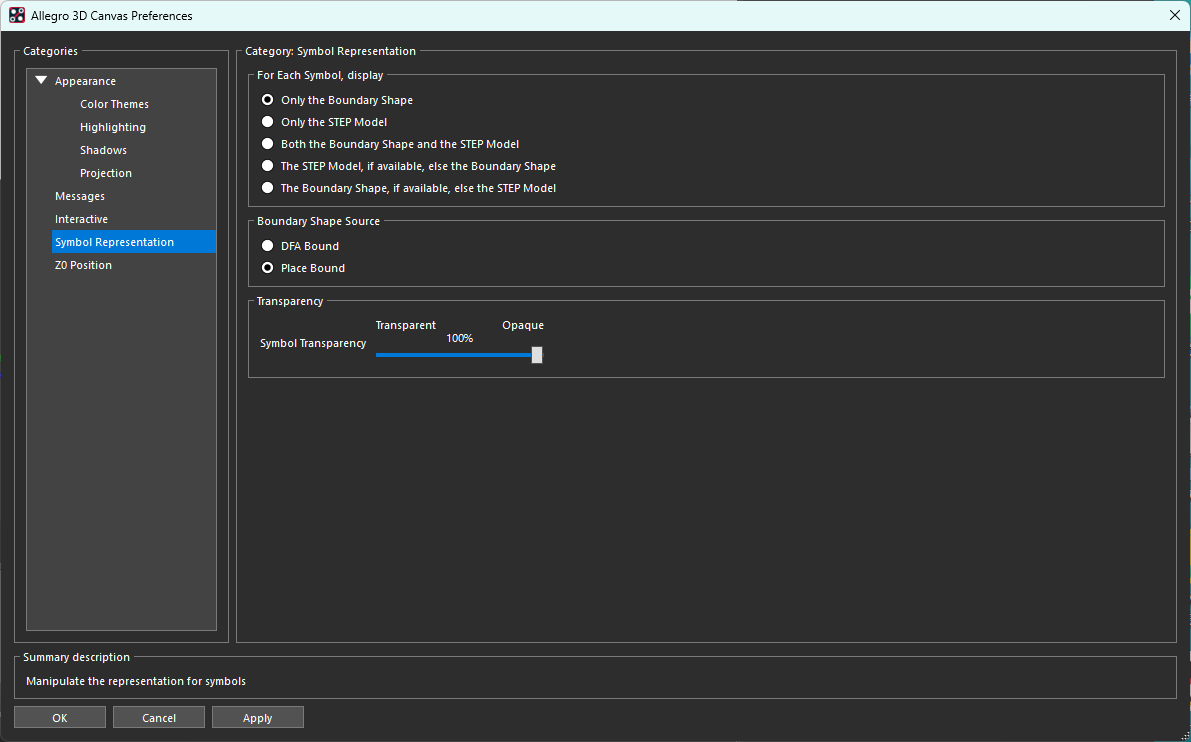 Allegro 3D Canvas Preferences
Categories
Appearance
Color Themes
Highlighting
Shadows
Projection
Messages
Interactive
Symbol Representation
Z0 Position
Category: Symbol Representation
For Each Symbol, display
Only the Boundary Shape
Only the STEP Model
Both the Boundary Shape and the STEP Model
The STEP Model, if available, else the Boundary Shape
The Boundary Shape, if available, else the STEP Model
Boundary Shape Source
DFA Bound
Place Bound
Transparency
Transparent Opaque
100%
Symbol Transparency
Summary description
Manipulate the representation for symbols
OK Cancel Apply